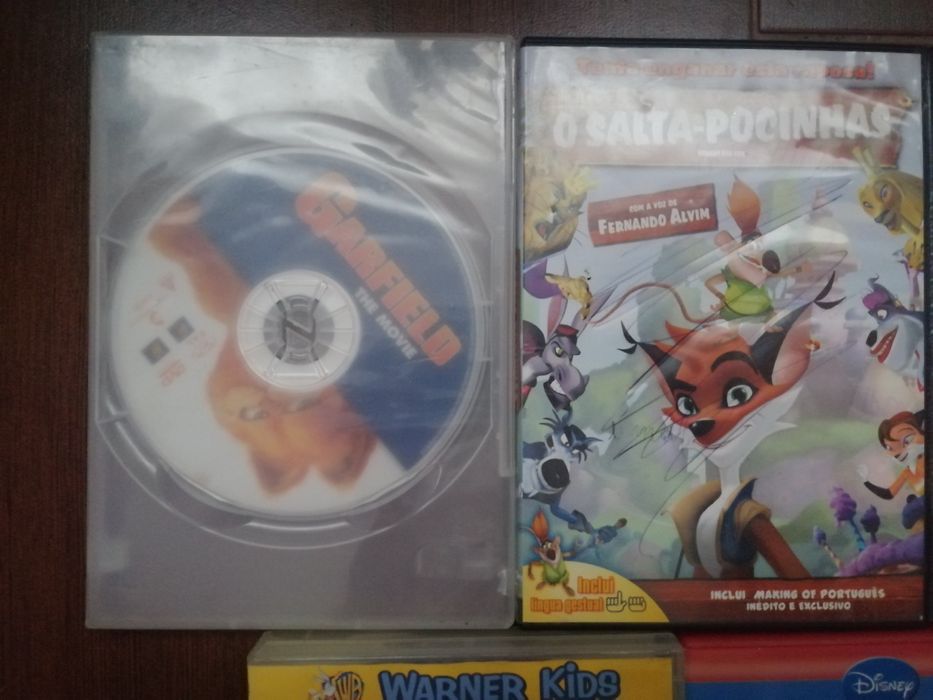 GARFIELD
THE MOVIE
O SALTA-POCINHAS
COM A VOZ DE
FERNANDO ALVIM
Inclui
língua gestual
INCLUI MAKING OF PORTUGUÊS
INÉDITO E EXCLUSIVO
WB
WARNER KIDS
DISNEY